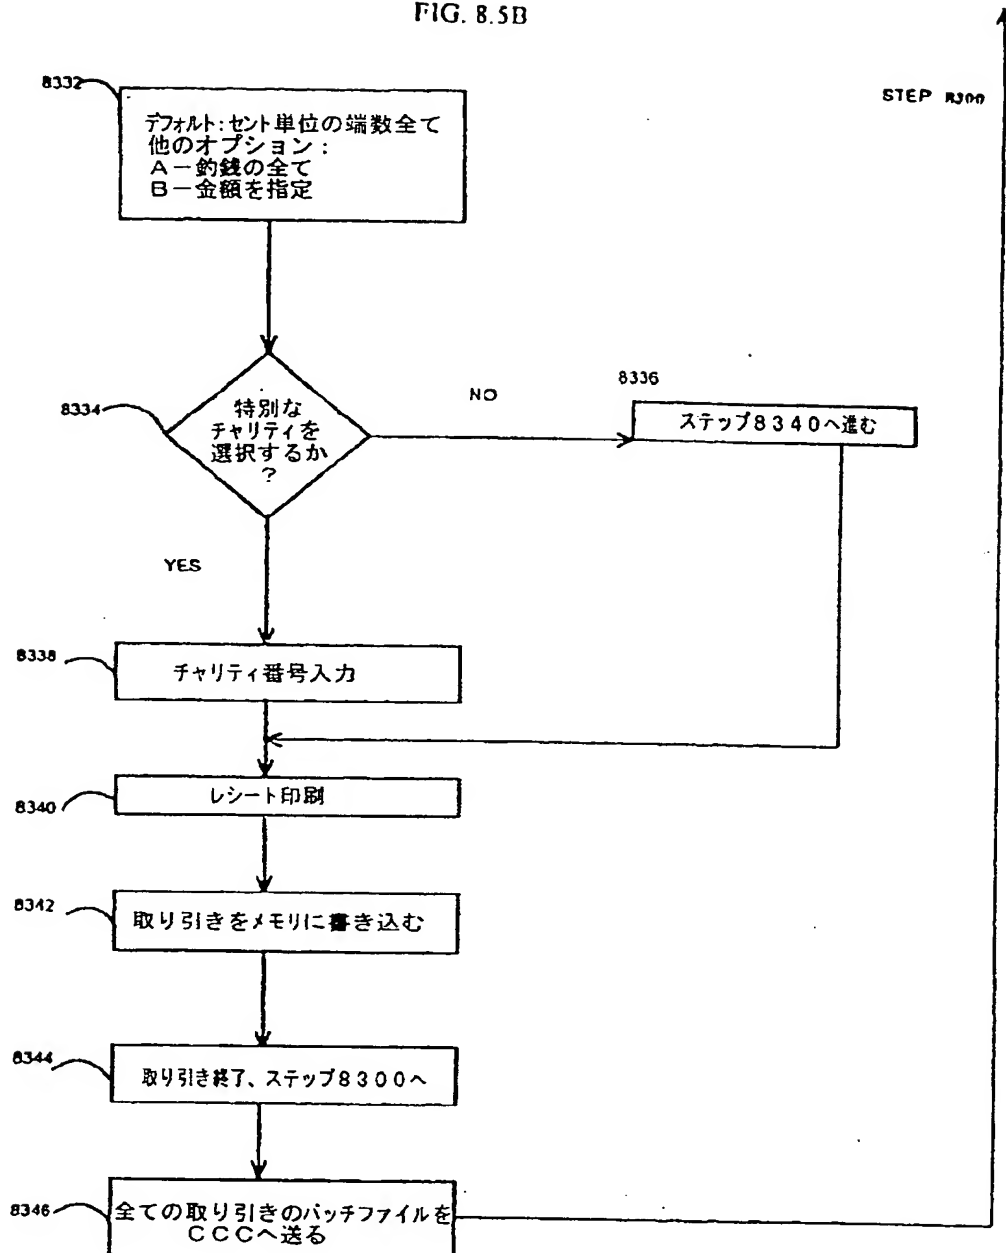 FIG. 8.5B
STEP 8300
8332
デフォルト:セント単位の端数全て
他のオプション:
A-釣銭の全て
B-金額を指定
8334
特別な
チャリティを
選択するか
?
NO
8336
ステップ8340へ進む
YES
8338
チャリティ番号入力
8340
レシート印刷
8342
取り引きをメモリに書き込む
8344
取り引き終了、ステップ8300へ
8346
全ての取り引きのバッチファイルを
CCCへ送る